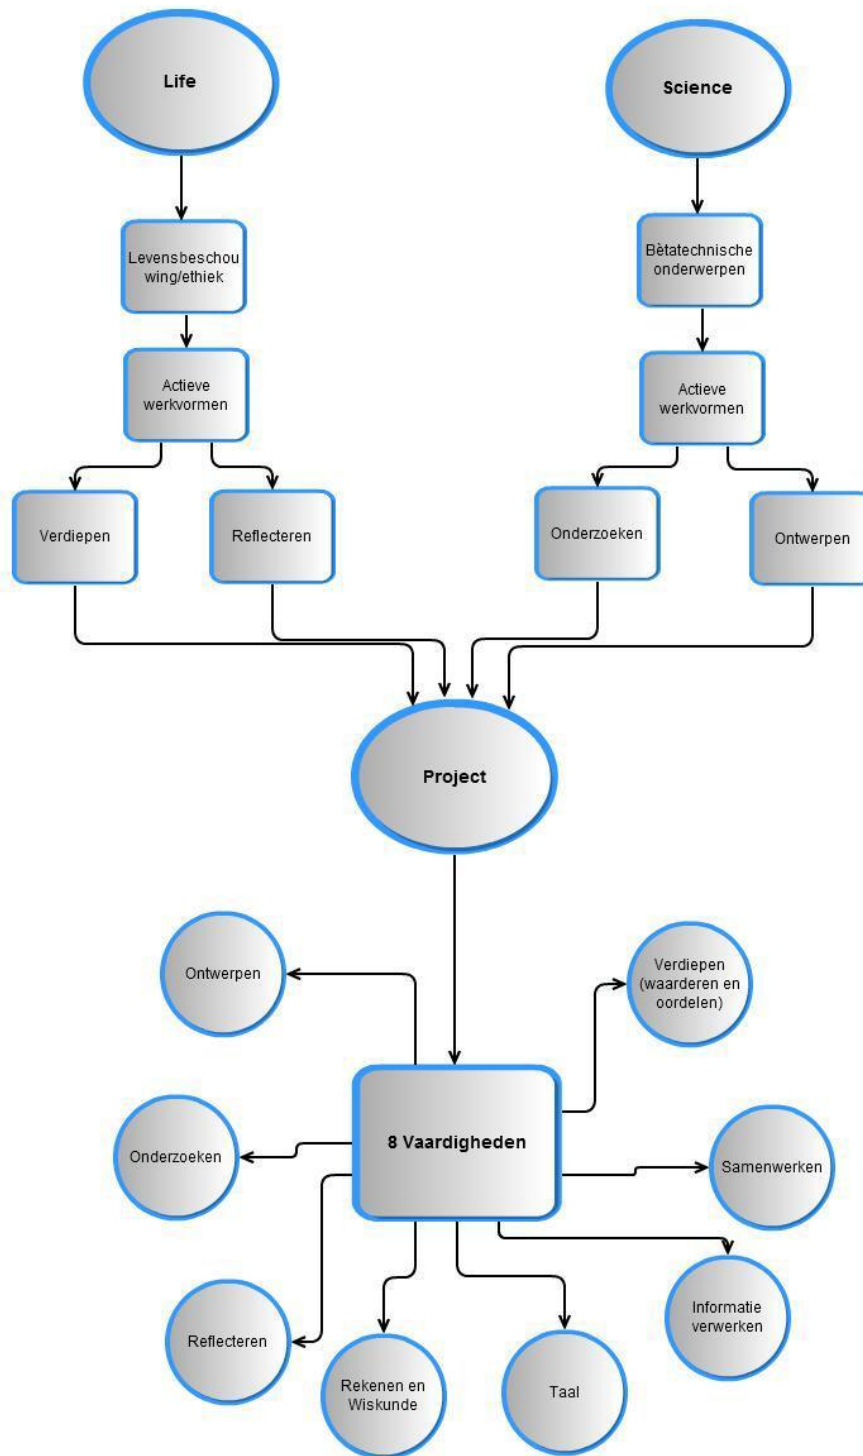 Life
Science
Levensbeschou
wing/ethiek
Bètatechnische
onderwerpen
Actieve
werkvormen
Actieve
werkvormen
Verdiepen
Reflecteren
Onderzoeken
Ontwerpen
Project
Ontwerpen
Verdiepen
(waarderen en
oordelen)
8 Vaardigheden
Onderzoeken
Samenwerken
Reflecteren
Informatie
verwerken
Rekenen en
Wiskunde
Taal